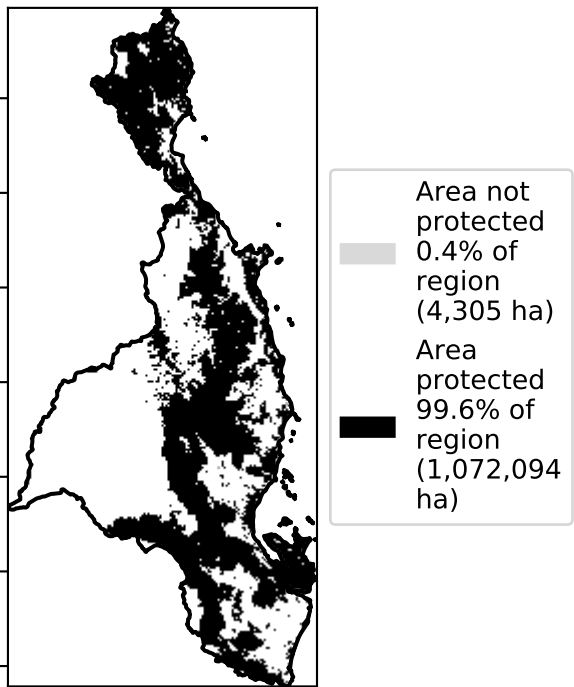 Area not
protected
0.4% of
region
(4,305 ha)
Area
protected
99.6% of
region
(1,072,094
ha)